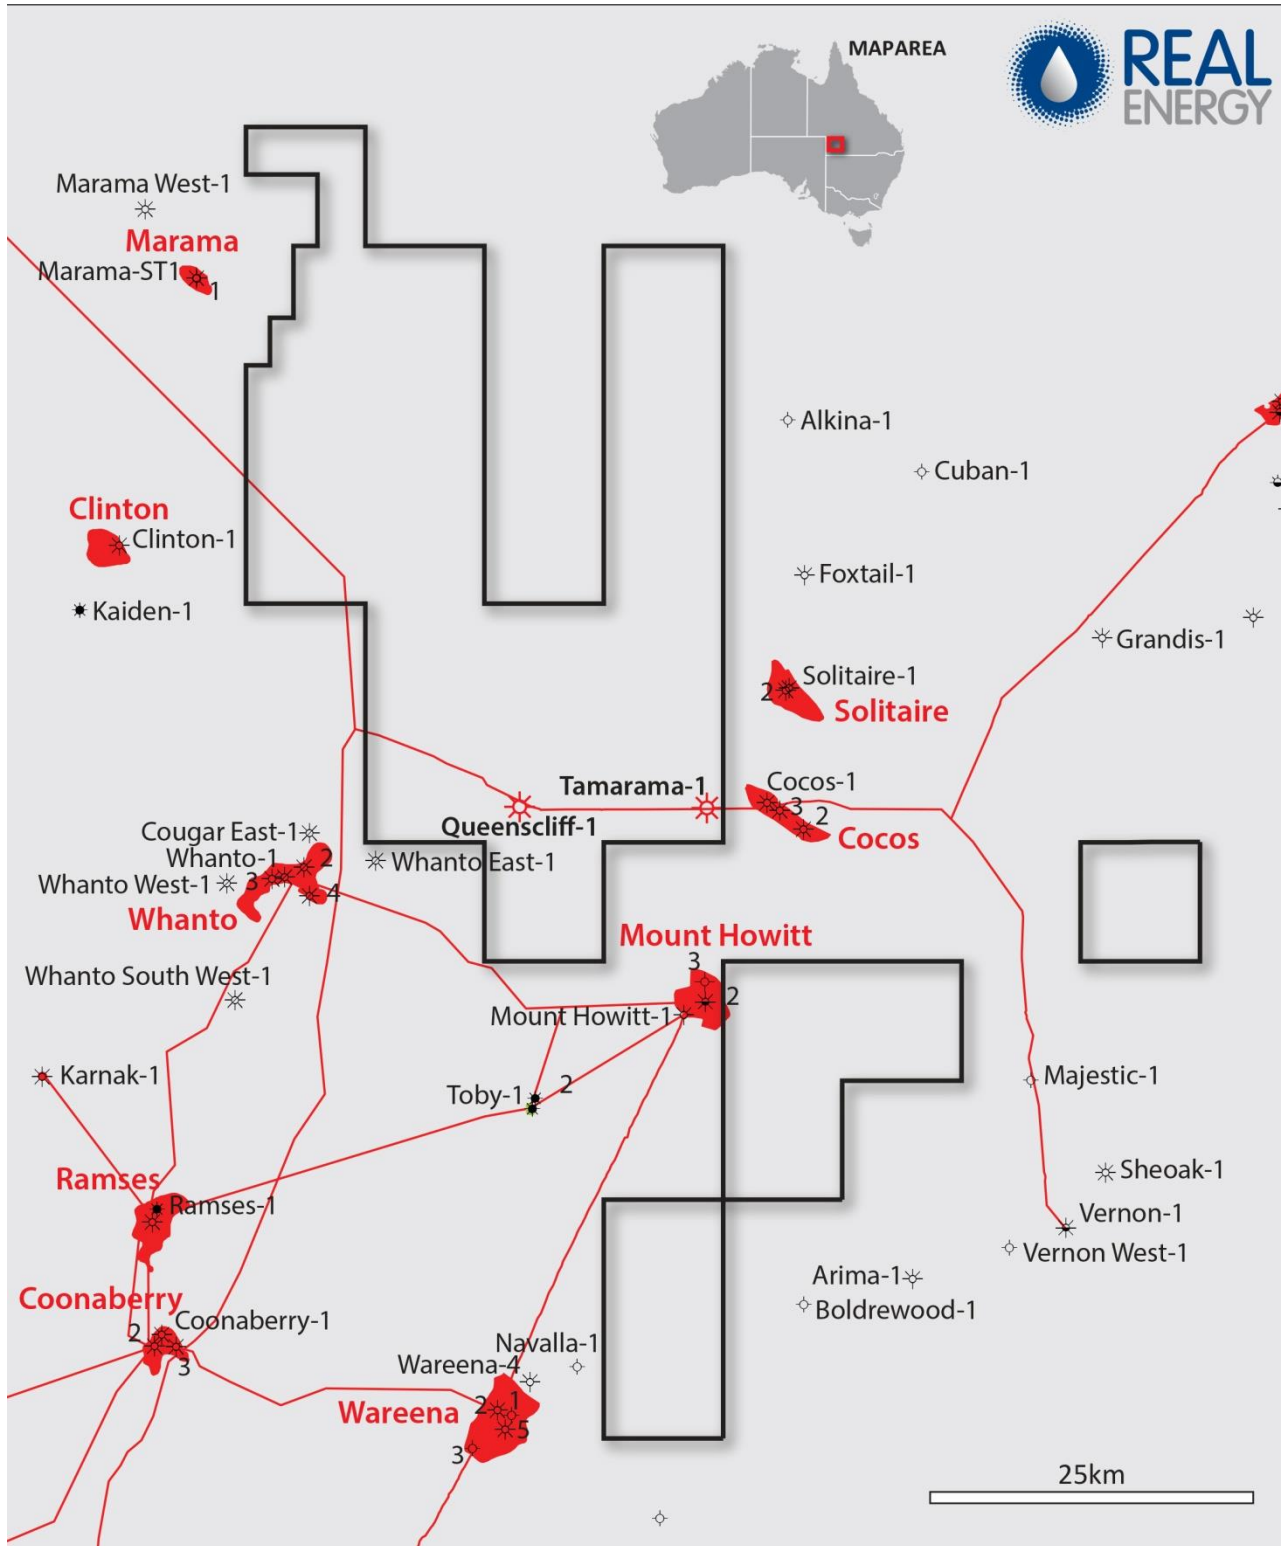 MAPAREA
REAL
ENERGY
Marama West-1
Marama
Marama-ST1
1
Alkina-1
Cuban-1
Clinton
Clinton-1
Kaiden-1
Foxtail-1
Grandis-1
Solitaire-1
2
Solitaire
Tamarama-1
Cocos-1
3
2
Queenscliff-1
Cocos
Cougar East-1
Whanto-1
2
Whanto East-1
Whanto West-1
3
4
Whanto
Mount Howitt
3
Whanto South West-1
2
Mount Howitt-1
Karnak-1
Toby-1
2
Majestic-1
Ramses
Sheoak-1
Ramses-1
Vernon-1
Vernon West-1
Arima-1
Coonaberry
Boldrewood-1
Coonaberry-1
2
3
Navalla-1
Wareena-4
Wareena
2
1
5
3
25km